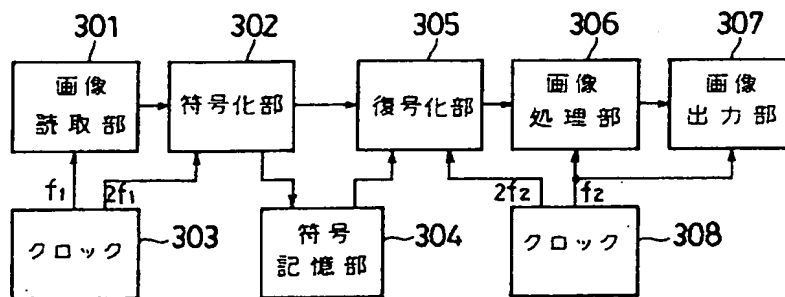 301
302
305
306
307
画像
読取部
符号化部
復号化部
画像
処理部
画像
出力部
f1
2f1
2f2
f2
クロック
303
符号
記憶部
304
クロック
308